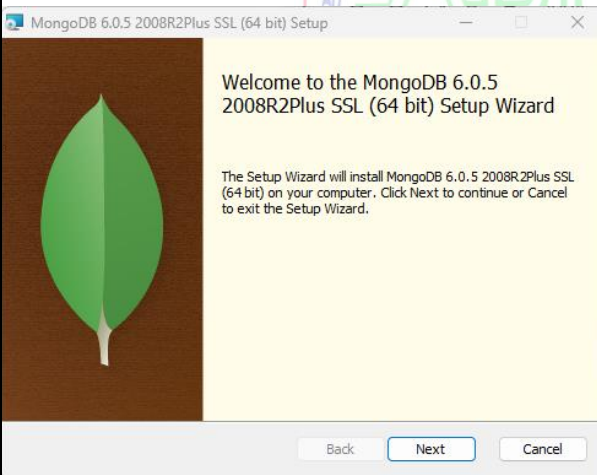 MongoDB 6.0.5 2008R2Plus SSL (64 bit) Setup
Welcome to the MongoDB 6.0.5
2008R2Plus SSL (64 bit) Setup Wizard
The Setup Wizard will install MongoDB 6.0.5 2008R2Plus SSL
(64 bit) on your computer. Click Next to continue or Cancel
to exit the Setup Wizard.
Back
Next
Cancel